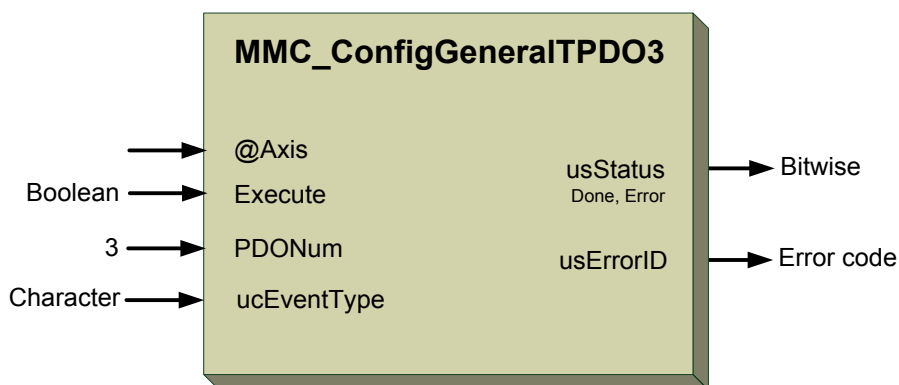 MMC_ConfigGeneralTPDO3
@Axis
Boolean
Execute
3
PDONum
Character
ucEventType
usStatus
Done, Error
Bitwise
usErrorID
Error code